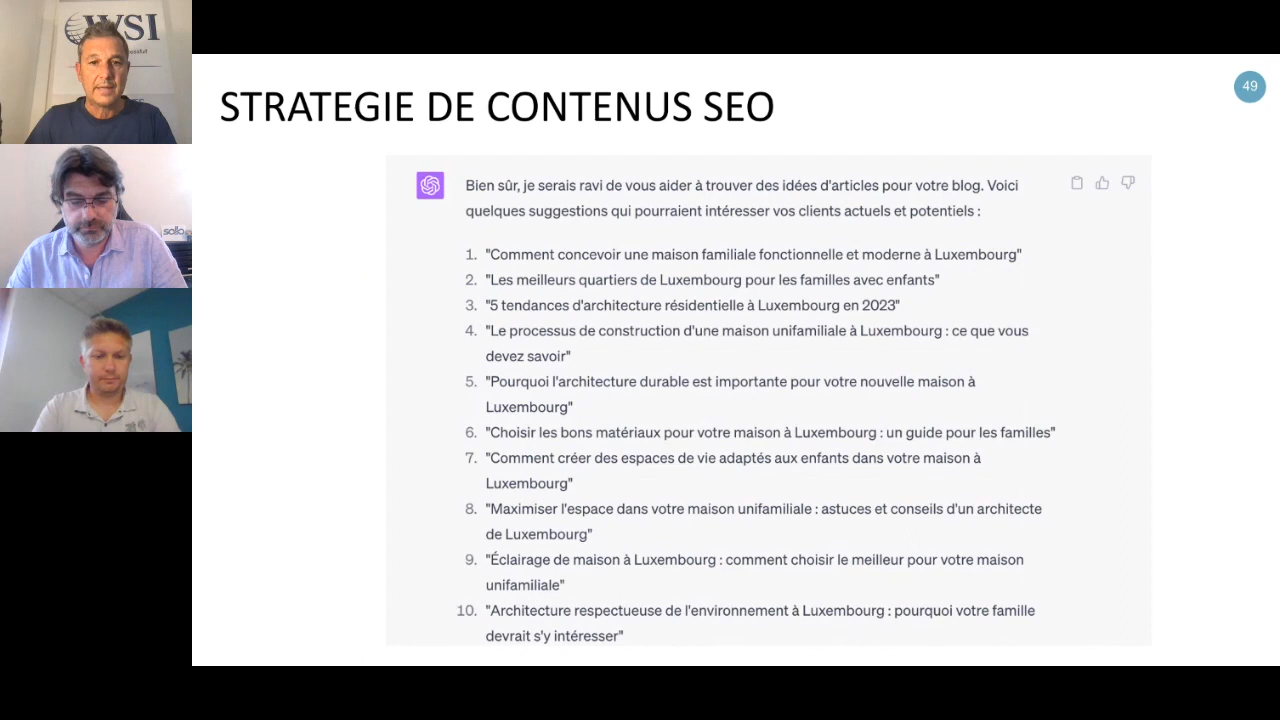 WSI
STRATEGIE DE CONTENUS SEO
49
Bien sûr, je serais ravi de vous aider à trouver des idées d'articles pour votre blog. Voici
quelques suggestions qui pourraient intéresser vos clients actuels et potentiels :
1. "Comment concevoir une maison familiale fonctionnelle et moderne à Luxembourg"
2. "Les meilleurs quartiers de Luxembourg pour les familles avec enfants"
3. "5 tendances d'architecture résidentielle à Luxembourg en 2023"
4. "Le processus de construction d'une maison unifamiliale à Luxembourg : ce que vous
devez savoir"
5. "Pourquoi l'architecture durable est importante pour votre nouvelle maison à
Luxembourg"
6. "Choisir les bons matériaux pour votre maison à Luxembourg : un guide pour les familles"
7. "Comment créer des espaces de vie adaptés aux enfants dans votre maison à
Luxembourg"
8. "Maximiser l'espace dans votre maison unifamiliale : astuces et conseils d'un architecte
de Luxembourg"
9. "Éclairage de maison à Luxembourg : comment choisir le meilleur pour votre maison
unifamiliale"
10. "Architecture respectueuse de l'environnement à Luxembourg : pourquoi votre famille
devrait s'y intéresser"